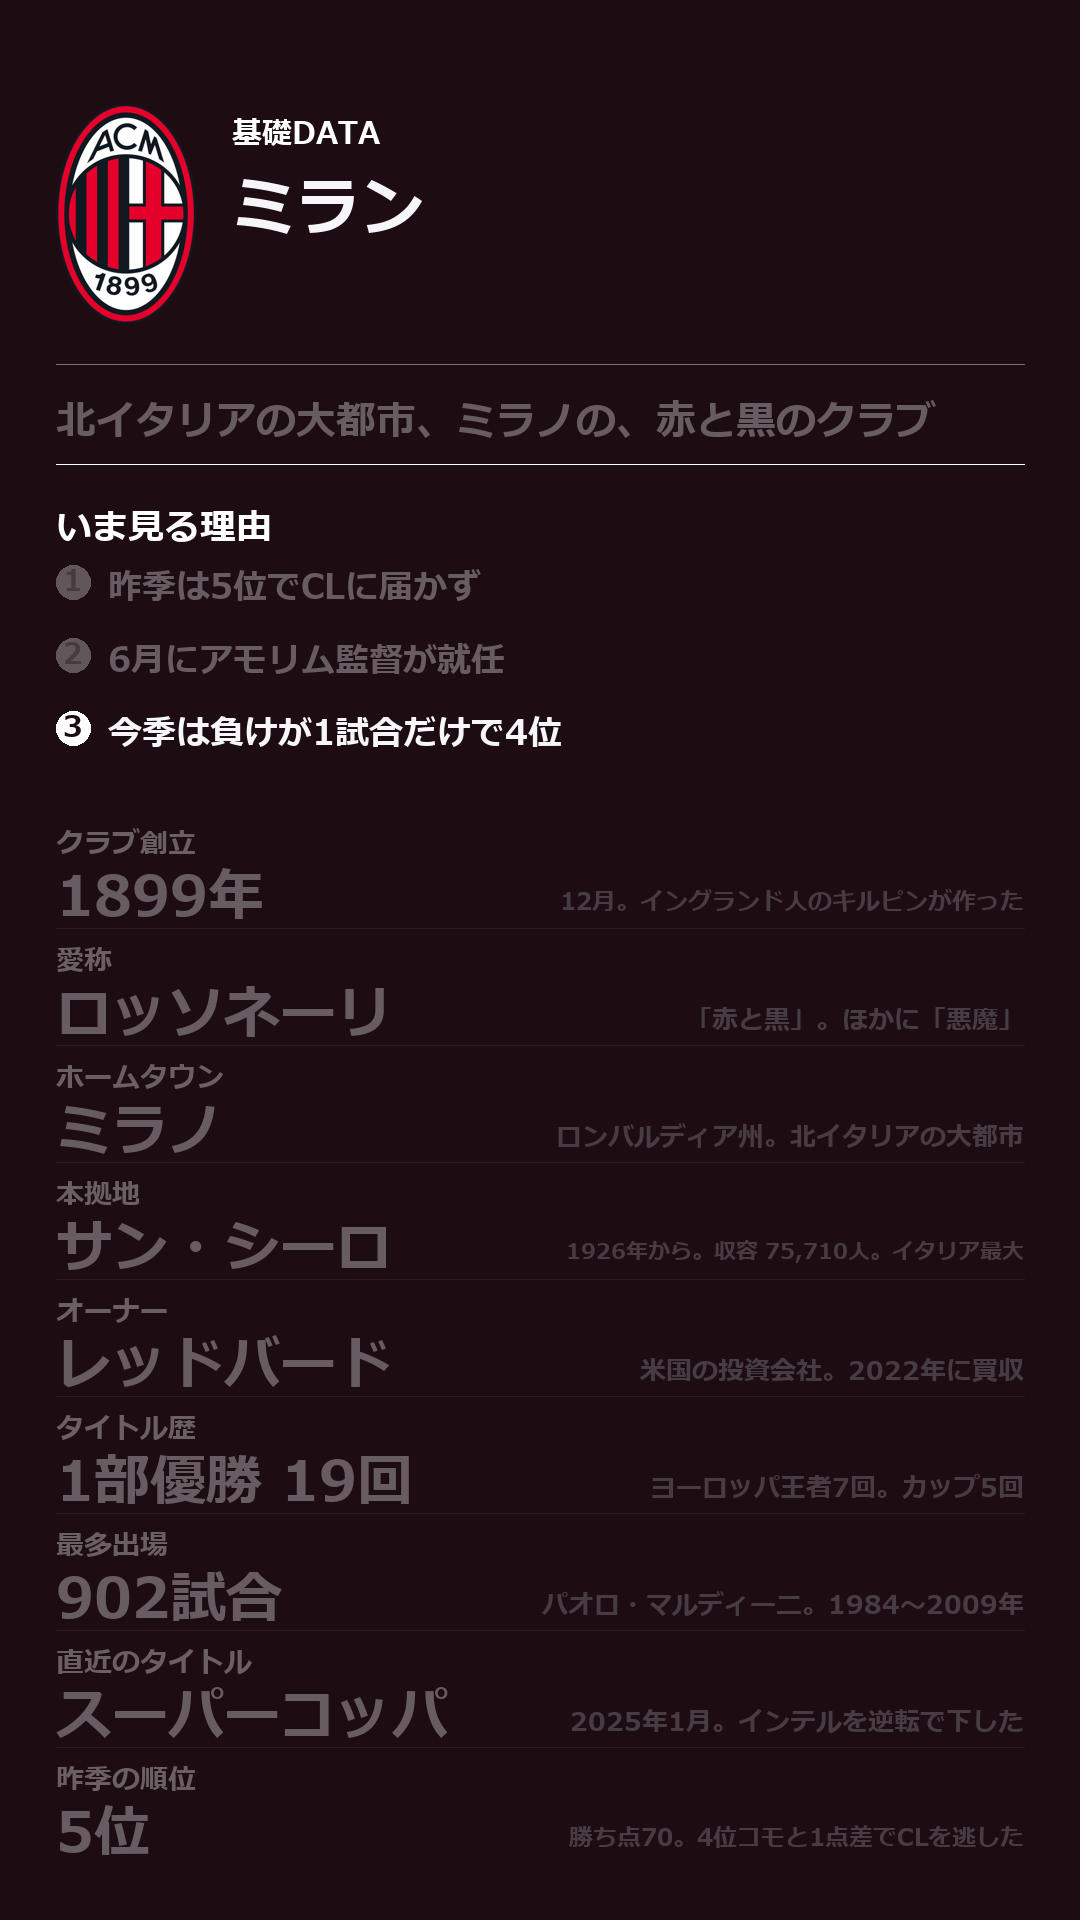 ACM
1899
基礎DATA
ミラン
北イタリアの大都市、ミラノの、赤と黒のクラブ
いま見る理由
1 昨季は5位でCLに届かず
2 6月にアモリム監督が就任
3 今季は負けが1試合だけで4位
クラブ創立
1899年 12月。イングランド人のキルピンが作った
愛称
ロッソネーリ 「赤と黒」。ほかに「悪魔」
ホームタウン
ミラノ ロンバルディア州。北イタリアの大都市
本拠地
サン・シーロ 1926年から。収容 75,710人。イタリア最大
オーナー
レッドバード 米国の投資会社。2022年に買収
タイトル歴
1部優勝 19回 ヨーロッパ王者7回。カップ5回
最多出場
902試合 パオロ・マルディーニ。1984〜2009年
直近のタイトル
スーパーコッパ 2025年1月。インテルを逆転で下した
昨季の順位
5位 勝ち点70。4位コモと1点差でCLを逃した